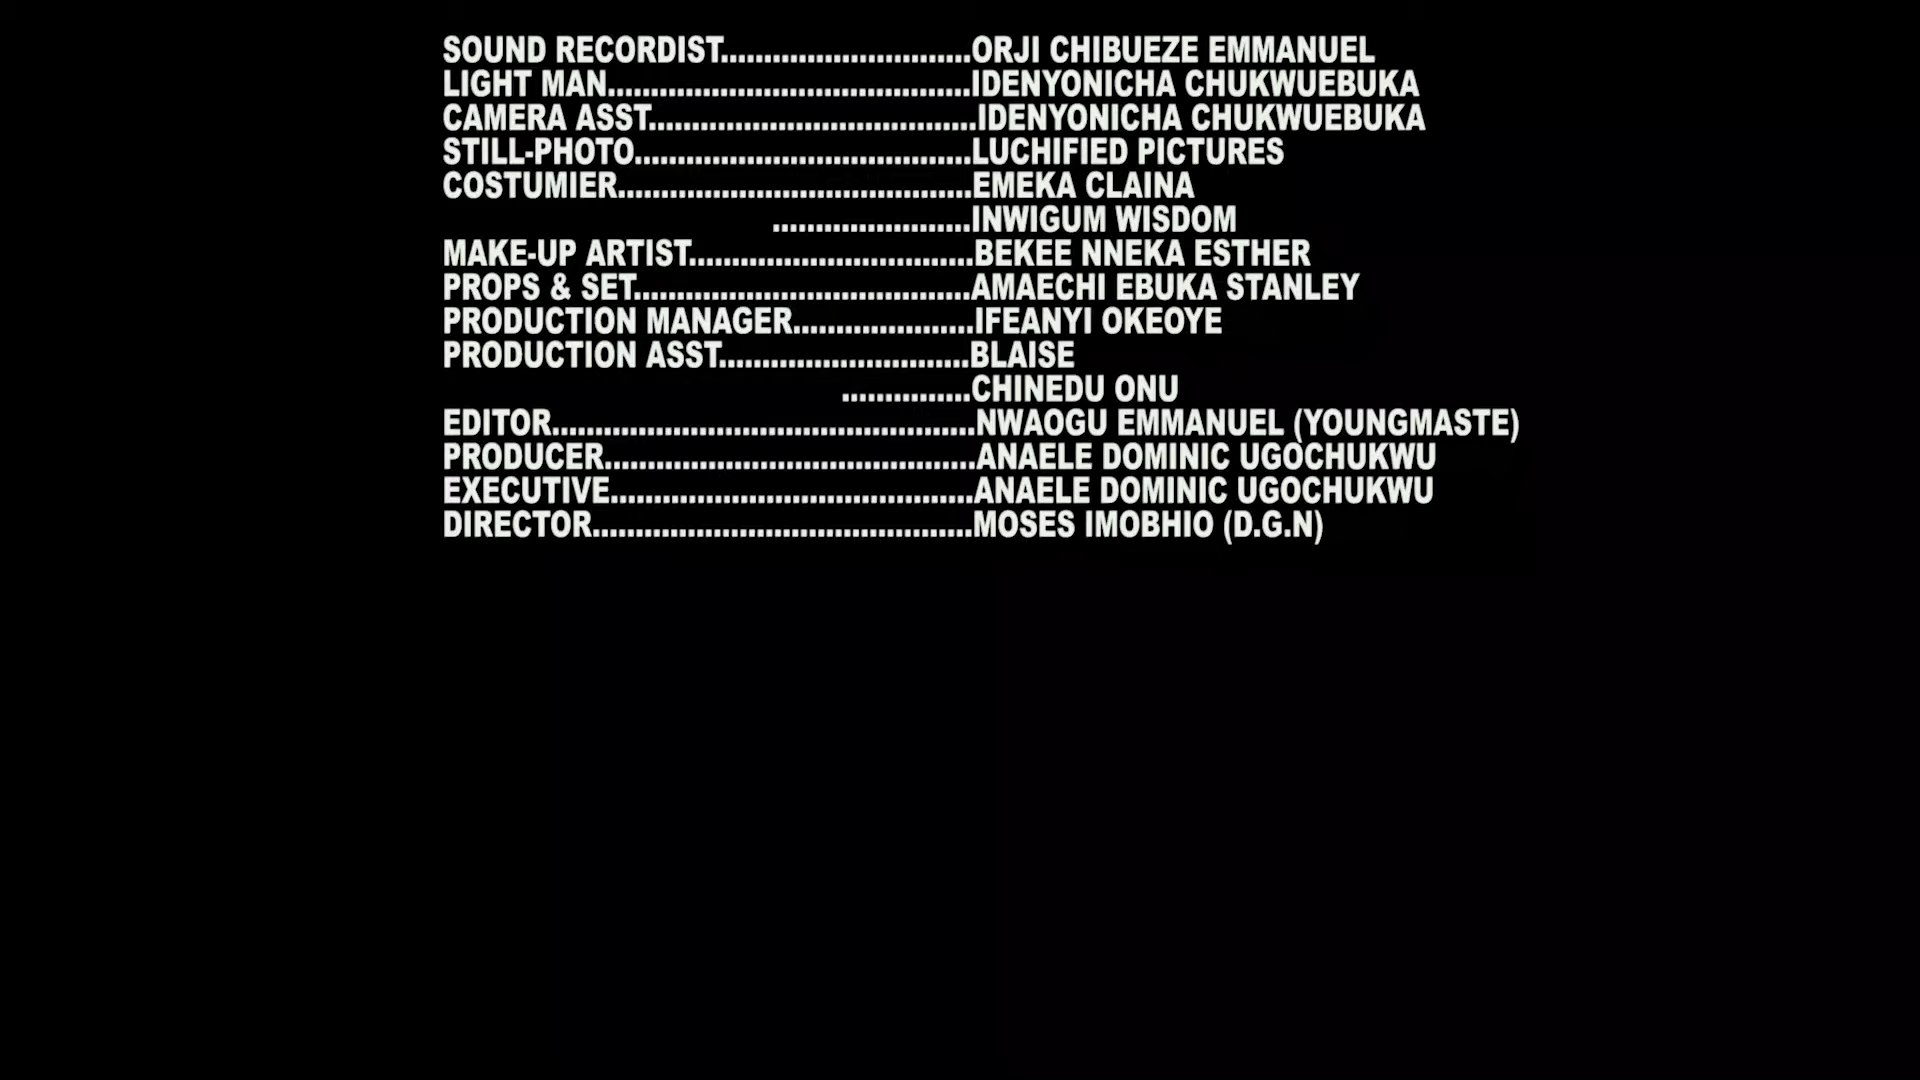 SOUND RECORDIST.............................ORJI CHIBUEZE EMMANUEL
LIGHT MAN..........................................IDENYONICHA CHUKWUEBUKA
CAMERA ASST......................................IDENYONICHA CHUKWUEBUKA
STILL-PHOTO.......................................LUCHIFIED PICTURES
COSTUMIER.........................................EMEKA CLAINA
.......................INWIGUM WISDOM
MAKE-UP ARTIST.................................BEKEE NNEKA ESTHER
PROPS & SET.......................................AMAECHI EBUKA STANLEY
PRODUCTION MANAGER.....................IFEANYI OKEOYE
PRODUCTION ASST.............................BLAISE
...............CHINEDU ONU
EDITOR.................................................NWAOGU EMMANUEL (YOUNGMASTE)
PRODUCER...........................................ANAELE DOMINIC UGOCHUKWU
EXECUTIVE..........................................ANAELE DOMINIC UGOCHUKWU
DIRECTOR............................................MOSES IMOBHIO (D.G.N)